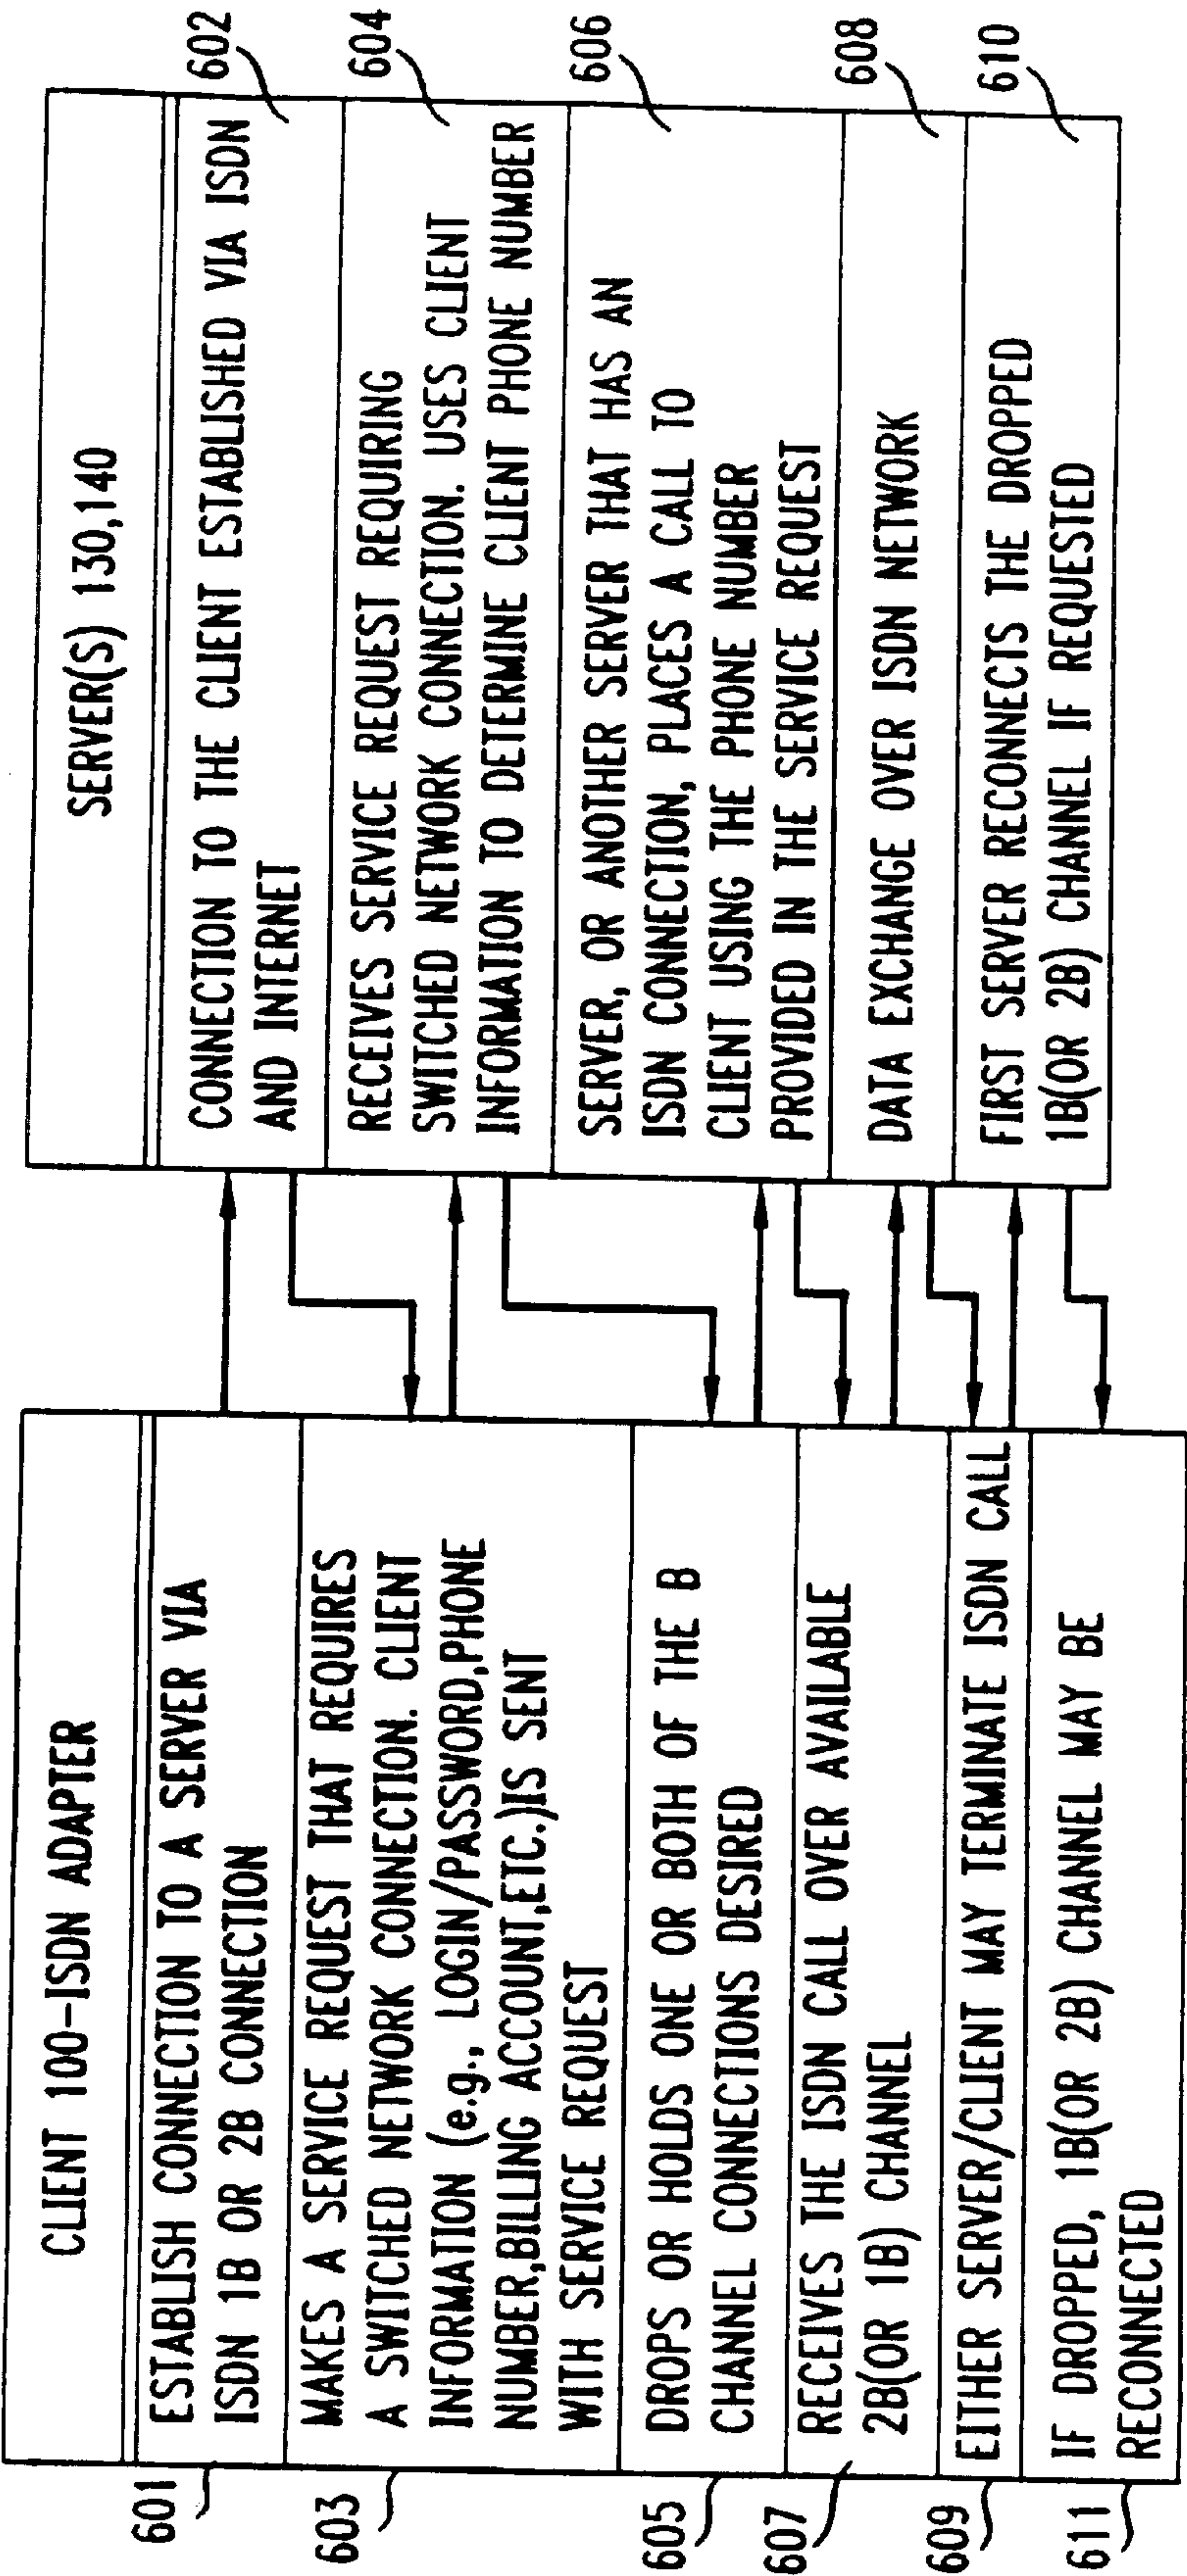 CLIENT 100-ISDN ADAPTER
601
ESTABLISH CONNECTION TO A SERVER VIA
ISDN 1B OR 2B CONNECTION
603
MAKES A SERVICE REQUEST THAT REQUIRES
A SWITCHED NETWORK CONNECTION. CLIENT
INFORMATION (e.g., LOGIN/PASSWORD,PHONE
NUMBER,BILLING ACCOUNT,ETC.)IS SENT
WITH SERVICE REQUEST
605
DROPS OR HOLDS ONE OR BOTH OF THE B
CHANNEL CONNECTIONS DESIRED
607
RECEIVES THE ISDN CALL OVER AVAILABLE
2B(OR 1B) CHANNEL
609
EITHER SERVER/CLIENT MAY TERMINATE ISDN CALL
611
IF DROPPED, 1B(OR 2B) CHANNEL MAY BE
RECONNECTED
SERVER(S) 130,140
CONNECTION TO THE CLIENT ESTABLISHED VIA ISDN
AND INTERNET
602
RECEIVES SERVICE REQUEST REQUIRING
SWITCHED NETWORK CONNECTION. USES CLIENT
INFORMATION TO DETERMINE CLIENT PHONE NUMBER
604
SERVER, OR ANOTHER SERVER THAT HAS AN
ISDN CONNECTION, PLACES A CALL TO
CLIENT USING THE PHONE NUMBER
PROVIDED IN THE SERVICE REQUEST
606
DATA EXCHANGE OVER ISDN NETWORK
608
FIRST SERVER RECONNECTS THE DROPPED
1B(OR 2B) CHANNEL IF REQUESTED
610